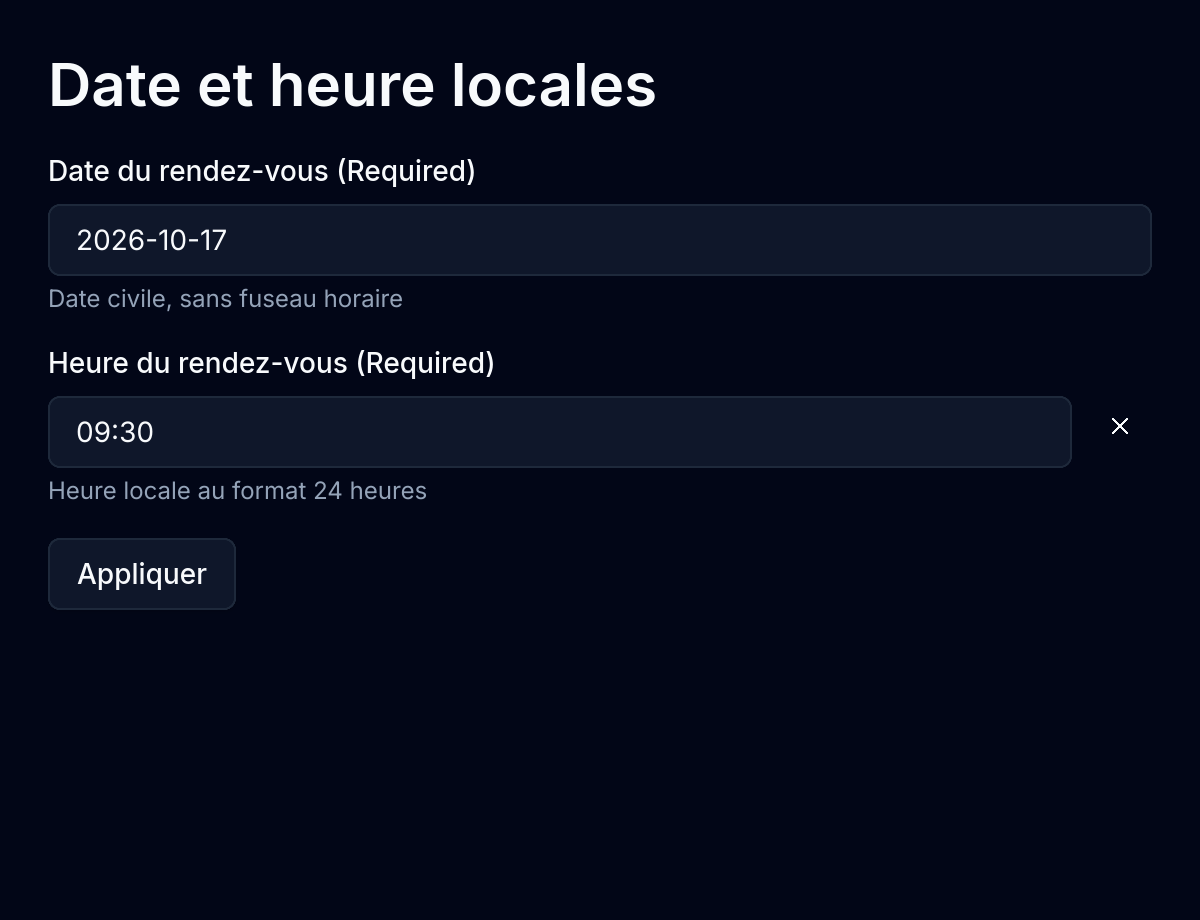 Date et heure locales
Date du rendez-vous (Required)
2026-10-17
Date civile, sans fuseau horaire
Heure du rendez-vous (Required)
09:30
Heure locale au format 24 heures
Appliquer